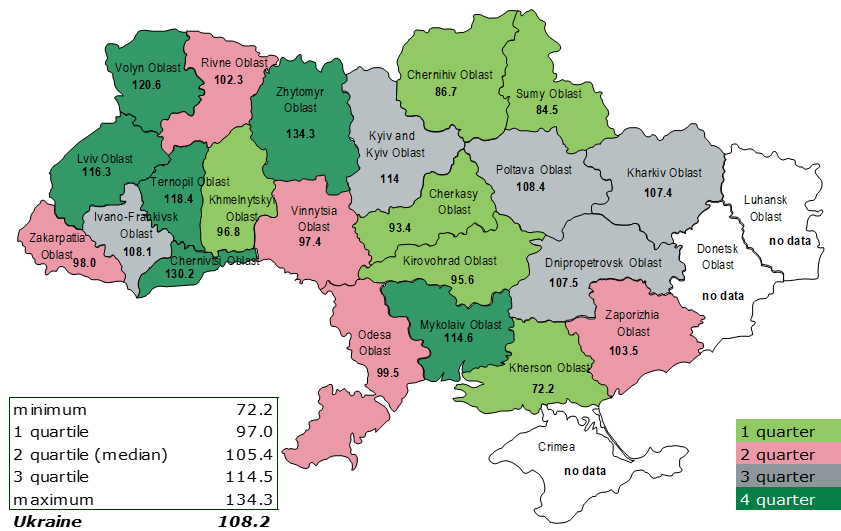 Volyn Oblast
120.6
Rivne Oblast
102.3
Zhytomyr
Oblast
134.3
Chernihiv Oblast
86.7
Sumy Oblast
84.5
Kyiv and
Kyiv Oblast
114
Lviv Oblast
116.3
Ternopil Oblast
118.4
Khmelnytskyi
Oblast
96.8
Ivano-Frankivsk
Oblast
108.1
Zakarpattia
Oblast
98.0
Chernivtsi Oblast
130.2
Vinnytsia
Oblast
97.4
Cherkasy
Oblast
93.4
Poltava Oblast
108.4
Kharkiv Oblast
107.4
Luhansk
Oblast
no data
Donetsk
Oblast
no data
Kirovohrad Oblast
95.6
Dnipropetrovsk Oblast
107.5
Odesa
Oblast
99.5
Mykolaiv Oblast
114.6
Zaporizhia
Oblast
103.5
Kherson Oblast
72.2
Crimea
no data
minimum 72.2
1 quartile 97.0
2 quartile (median) 105.4
3 quartile 114.5
maximum 134.3
Ukraine 108.2
1 quarter
2 quarter
3 quarter
4 quarter